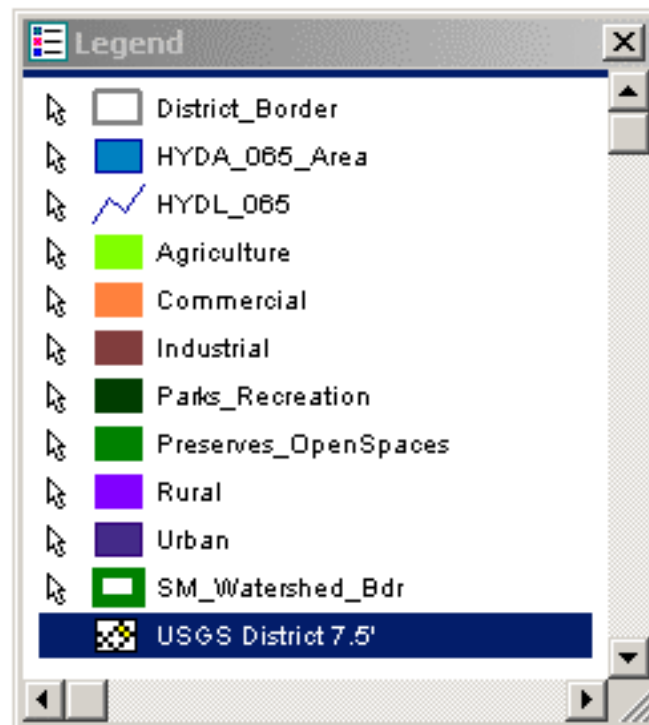 Legend
District_Border
HYDA_065_Area
HYDL_065
Agriculture
Commercial
Industrial
Parks_Recreation
Preserves_OpenSpaces
Rural
Urban
SM_Watershed_Bdr
USGS District 7.5'